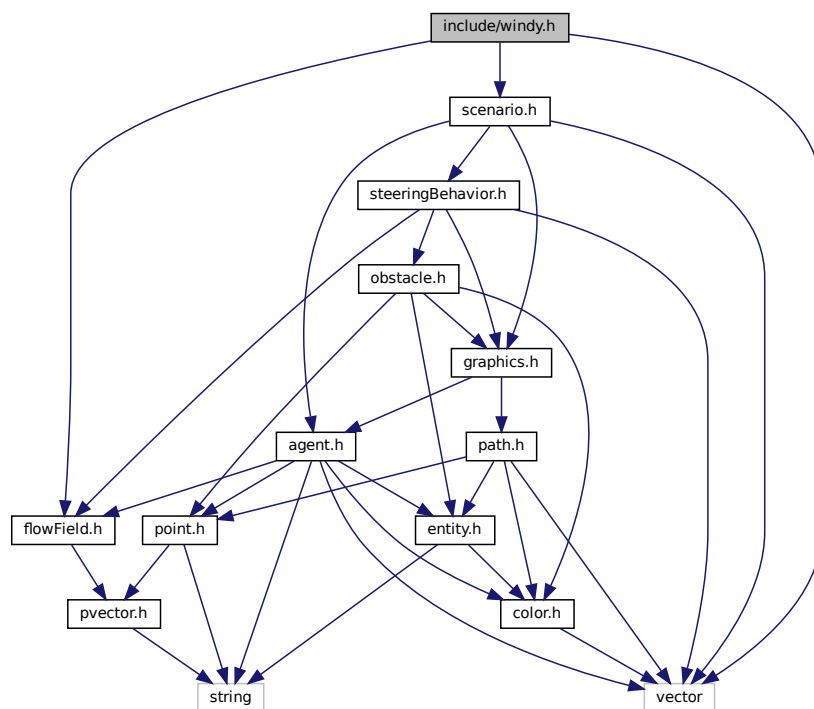 include/windy.h
scenario.h
steeringBehavior.h
obstacle.h
graphics.h
agent.h
path.h
flowField.h
point.h
entity.h
pvector.h
color.h
string
vector